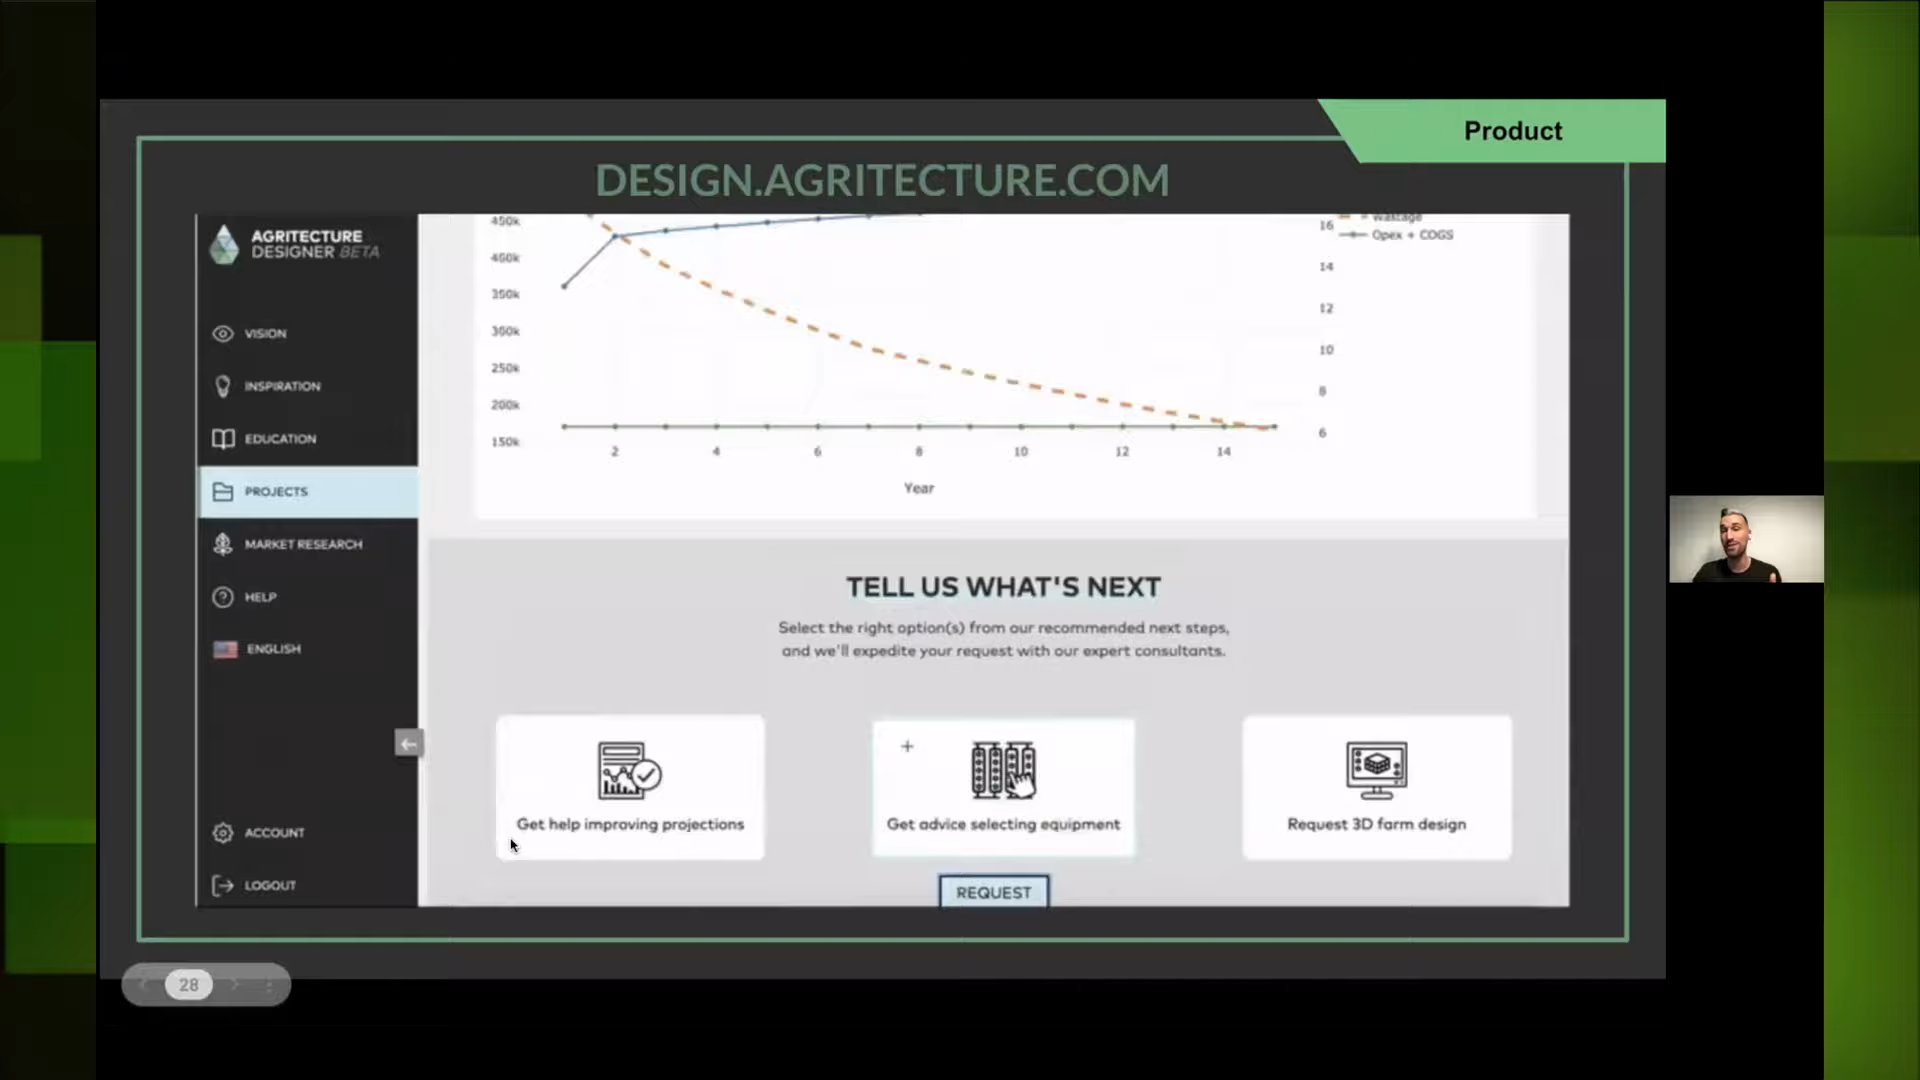 Product
DESIGN.AGRITECTURE.COM
AGRITECTURE
DESIGNER BETA
VISION
INSPIRATION
EDUCATION
PROJECTS
MARKET RESEARCH
HELP
ENGLISH
ACCOUNT
LOGOUT
450k
400k
350k
300k
250k
200k
150k
2 4 6 8 10 12 14
Year
16
14
12
10
8
6
Wastage
Opex + COGS
TELL US WHAT'S NEXT
Select the right option(s) from our recommended next steps,
and we'll expedite your request with our expert consultants.
Get help improving projections
+
Get advice selecting equipment
Request 3D farm design
REQUEST
28